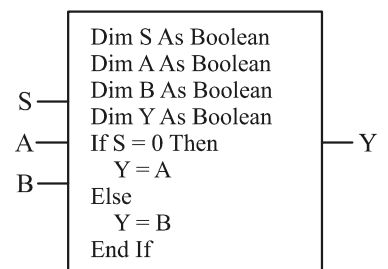 Dim S As Boolean
Dim A As Boolean
Dim B As Boolean
Dim Y As Boolean
S
A
B
If S = 0 Then
Y = A
Else
Y = B
End If
Y